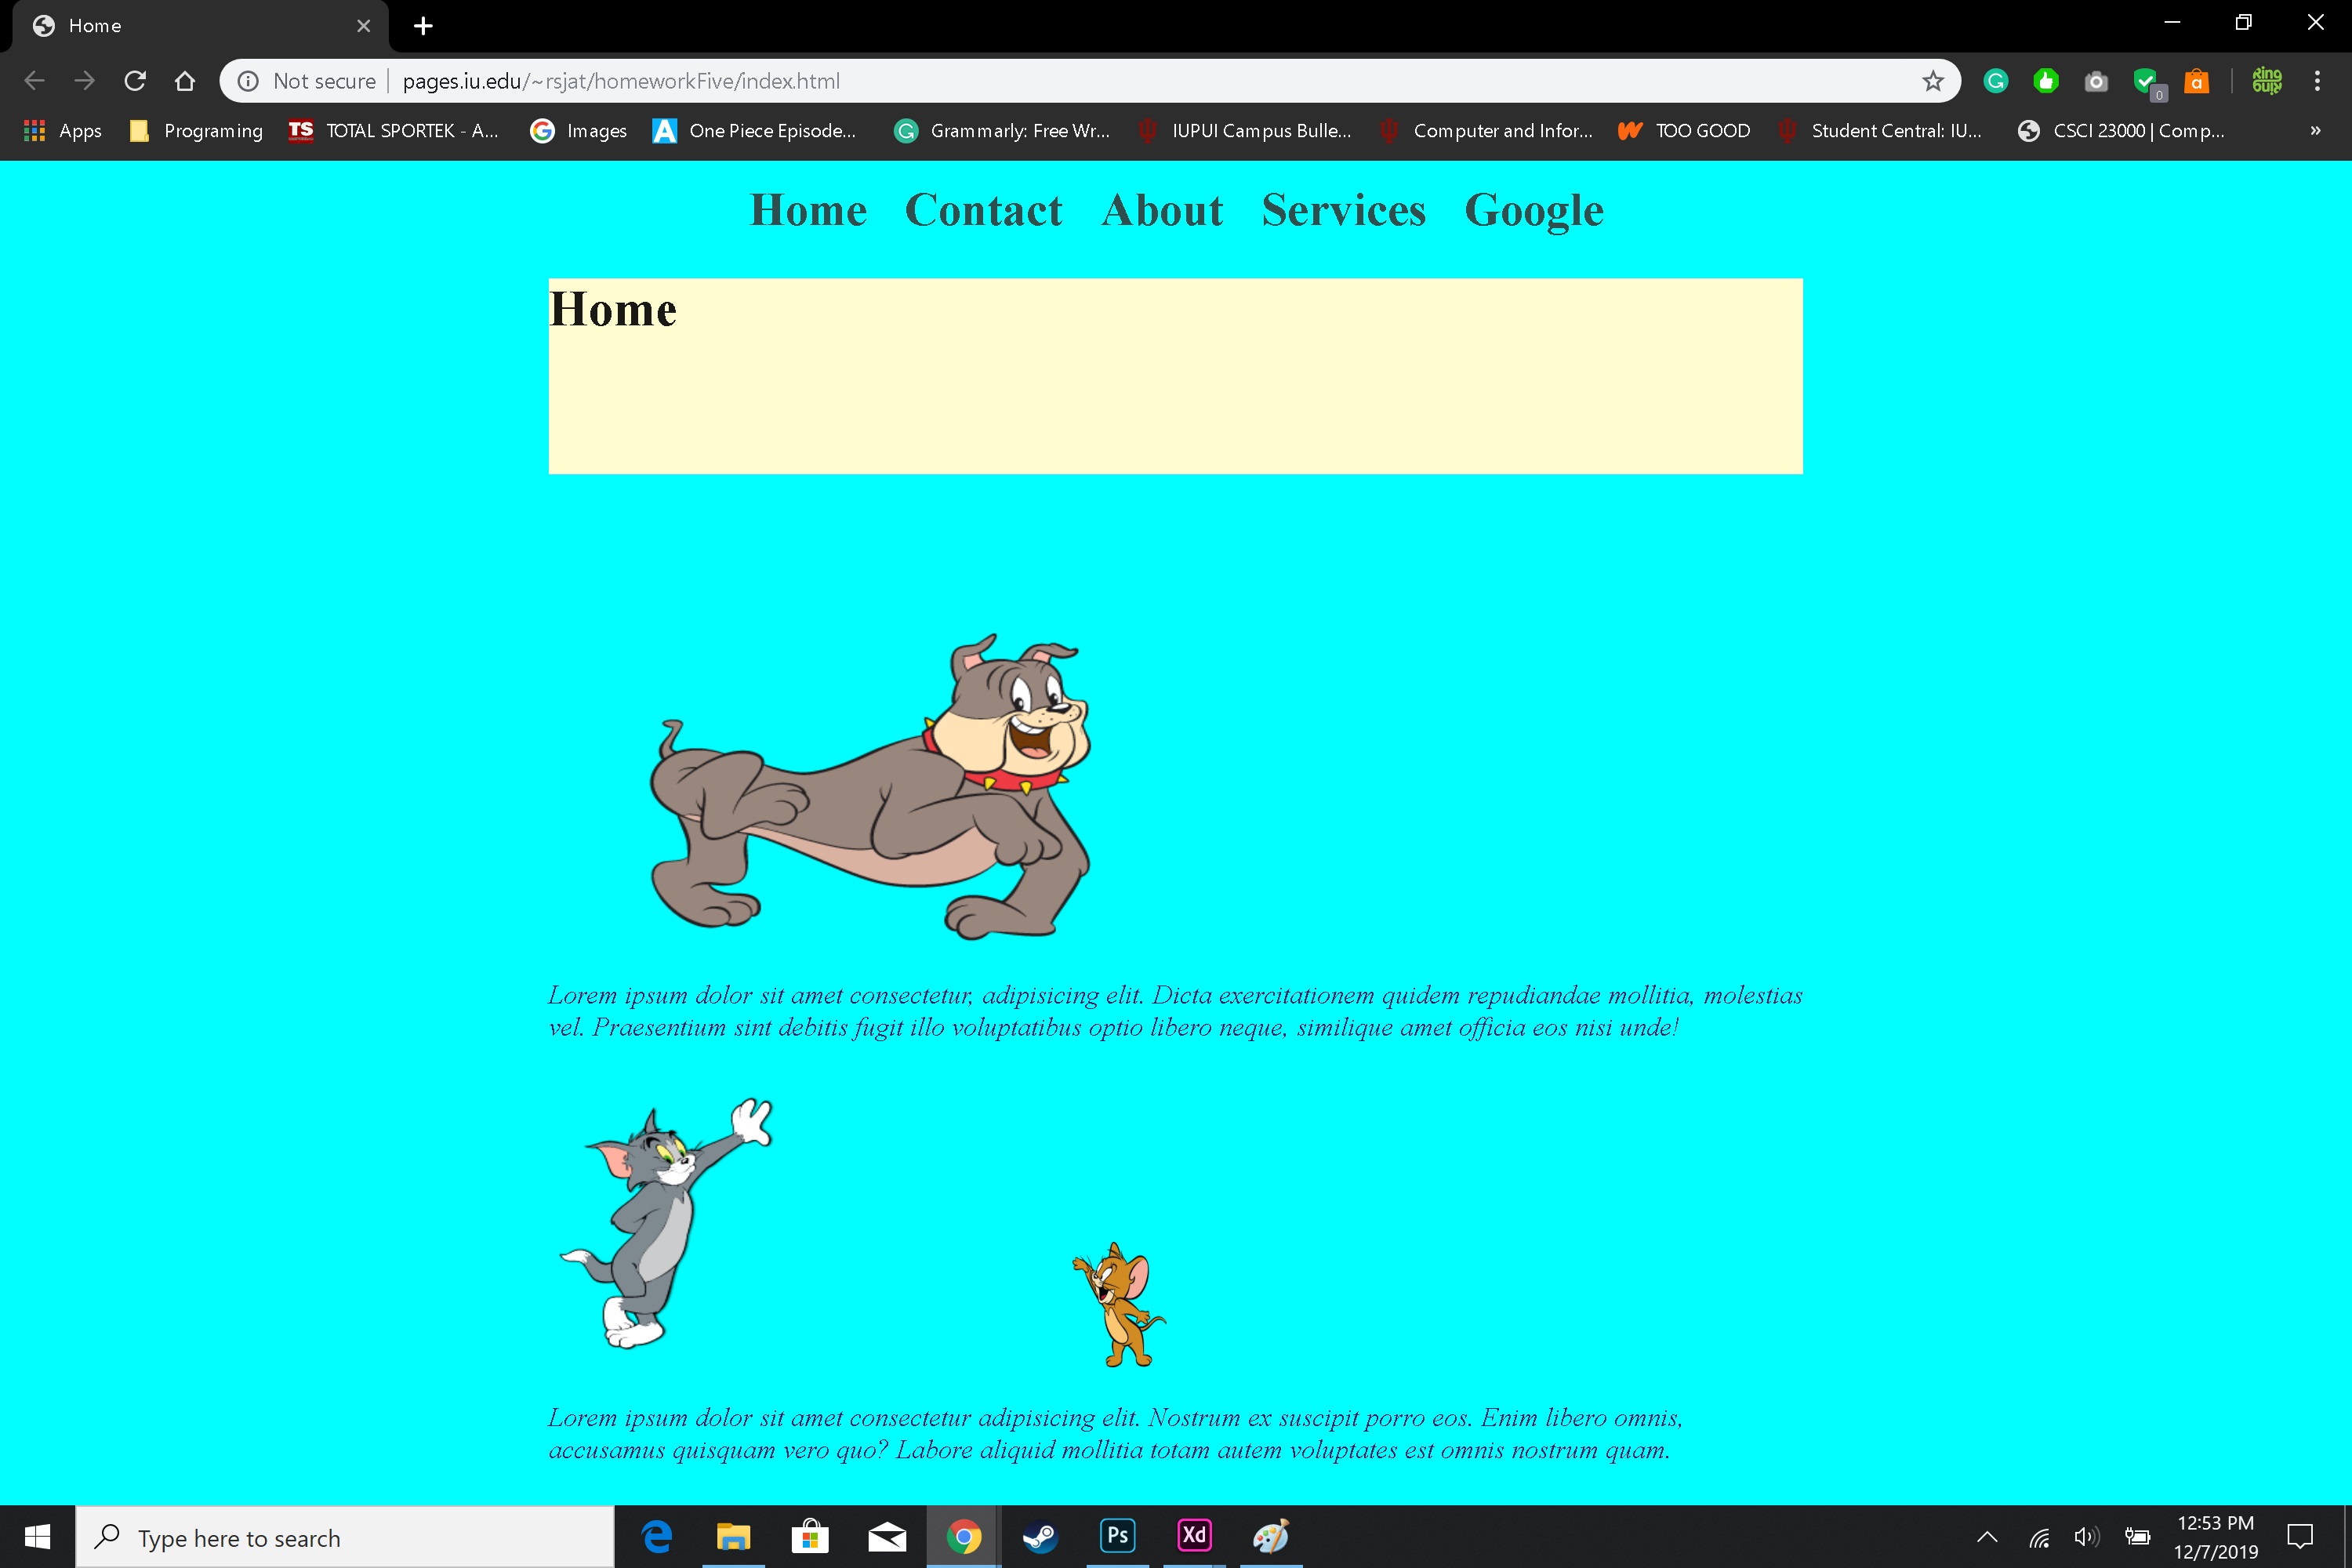 Home
Not secure pages.iu.edu/~rsjat/homeworkFive/index.html
0
a
Apps Programing TS TOTAL SPORTEK - A... Images A One Piece Episode... Grammarly: Free Wr... IUPUI Campus Bulle... Computer and Infor... TOO GOOD Student Central: IU... CSCI 23000 | Comp... »
Home Contact About Services Google
Home
Lorem ipsum dolor sit amet consectetur, adipisicing elit. Dicta exercitationem quidem repudiandae mollitia, molestias
vel. Praesentium sint debitis fugit illo voluptatibus optio libero neque, similique amet officia eos nisi unde!
Lorem ipsum dolor sit amet consectetur adipisicing elit. Nostrum ex suscipit porro eos. Enim libero omnis,
accusamus quisquam vero quo? Labore aliquid mollitia totam autem voluptates est omnis nostrum quam.
Type here to search Ps Xd 12:53 PM
12/7/2019